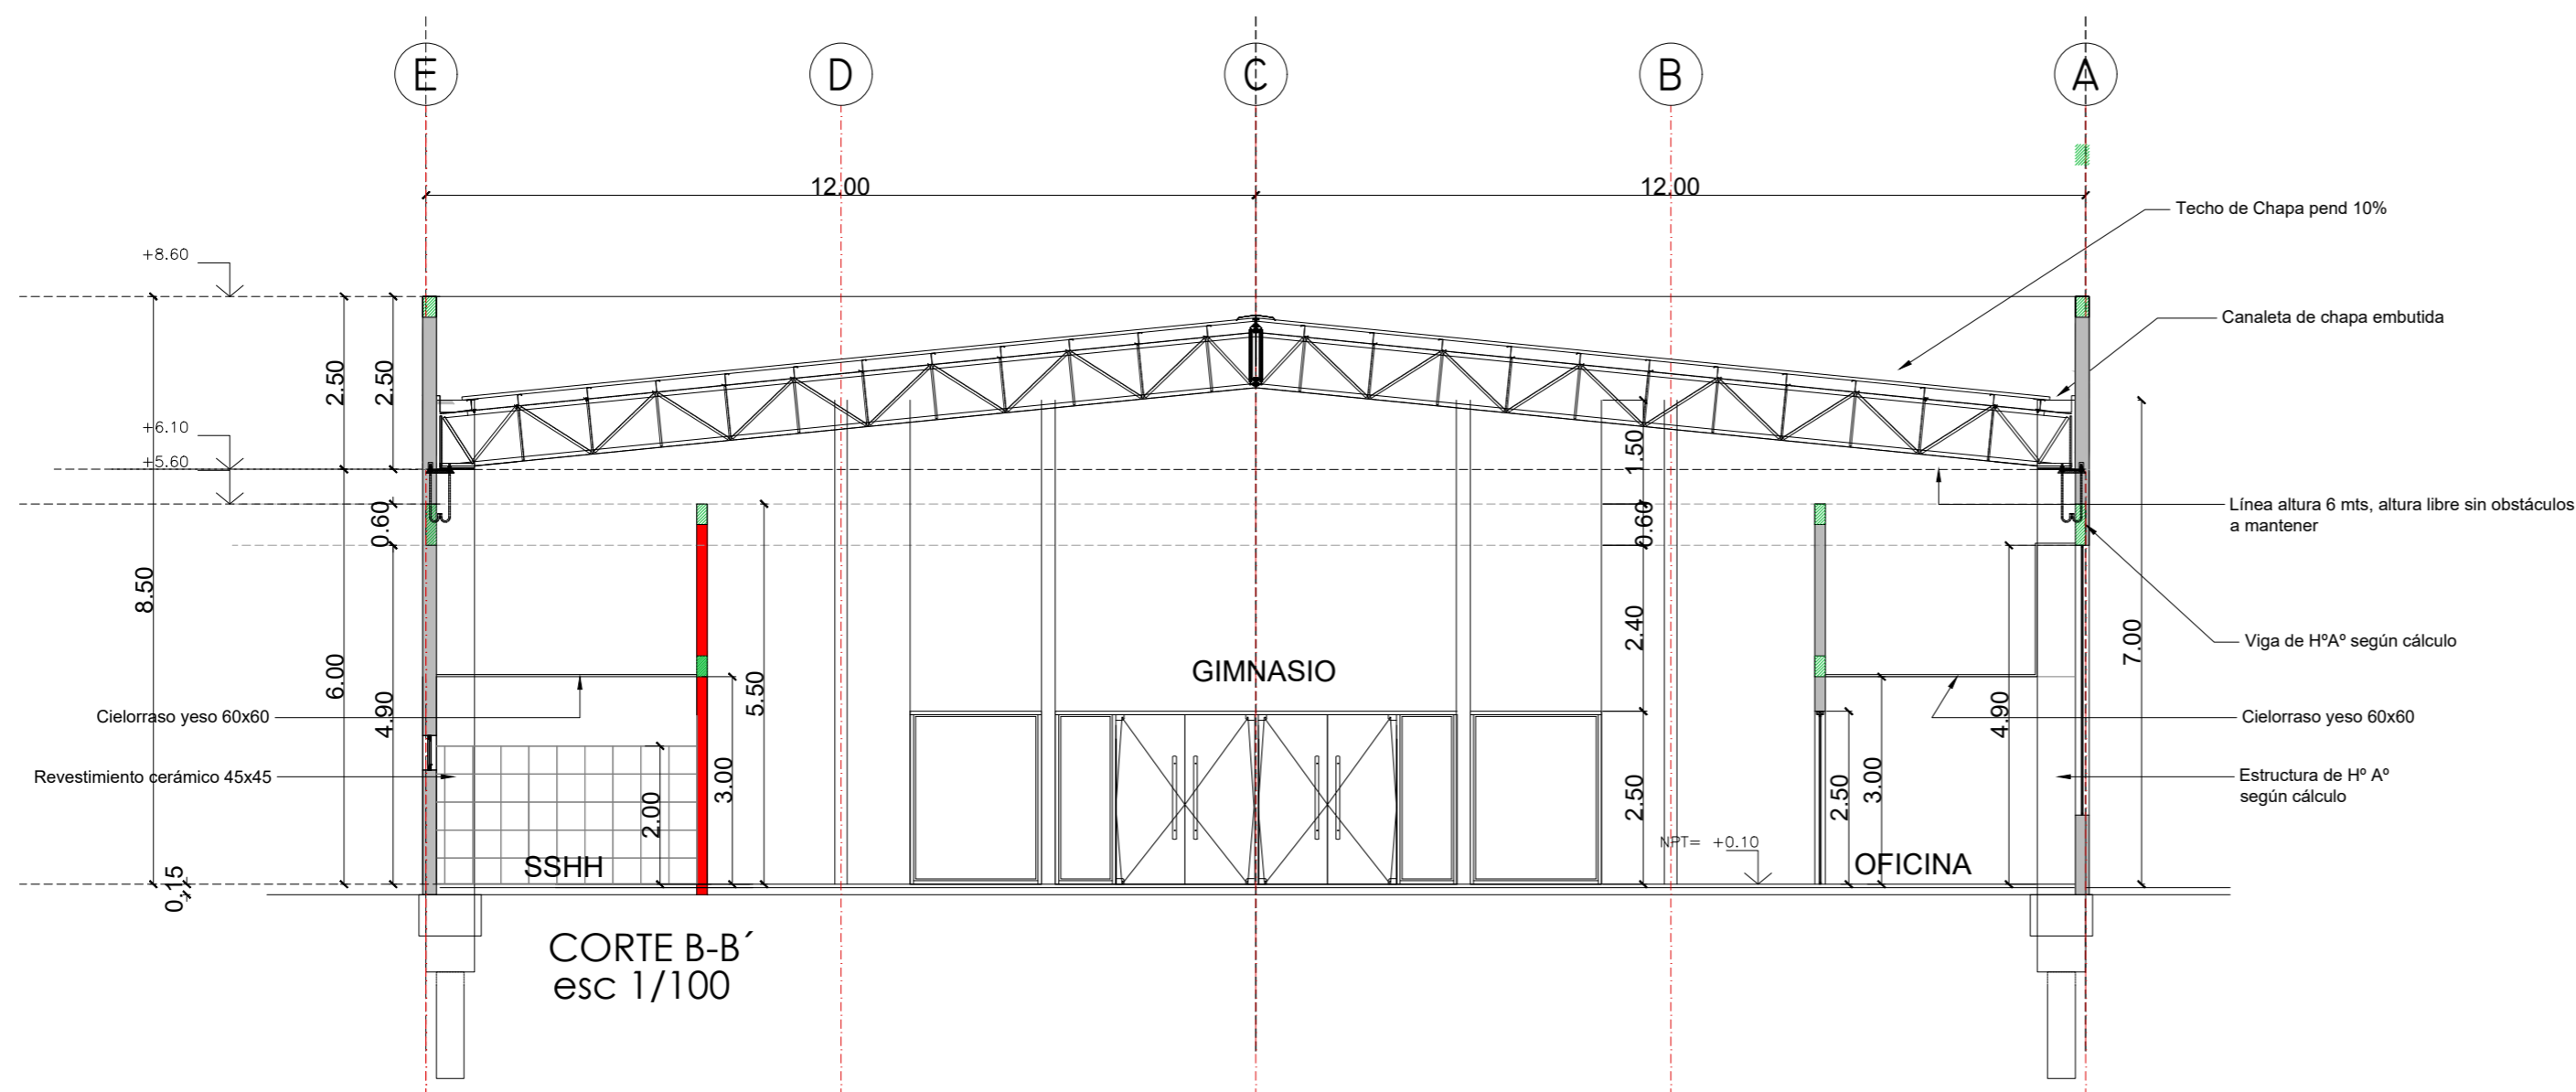 E
D
C
B
A
12.00
12.00
Techo de Chapa pend 10%
+8.60
Canaleta de chapa embutida
2.50
2.50
+6.10
+5.60
1.50
Línea altura 6 mts, altura libre sin obstáculos
a mantener
0.60
0.60
8.50
2.40
Viga de HºAº según cálculo
7.00
GIMNASIO
6.00
5.50
4.90
4.90
Cielorraso yeso 60x60
Cielorraso yeso 60x60
Revestimiento cerámico 45x45
3.00
3.00
Estructura de Hº Aº
según cálculo
2.00
2.50
2.50
NPT= +0.10
SSHH
OFICINA
0.15
CORTE B-B´
esc 1/100